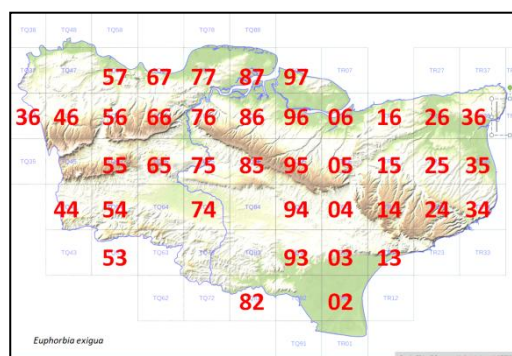 TQ38 TQ48 TQ58 TQ78 TQ88
57 67 77 87 97
TR07 TR27 TR37
36 46 56 66 76 86 96 06 16 26 36
TQ35 55 65 75 85 95 05 15 25 35
44 54 TQ64 74 TQ84 94 04 14 24 34
TQ43 53 TQ63 TQ73 93 03 13 TR23 TR33
TQ62 TQ72 82 02 TR12
TQ91 TR01
Euphorbia exigua